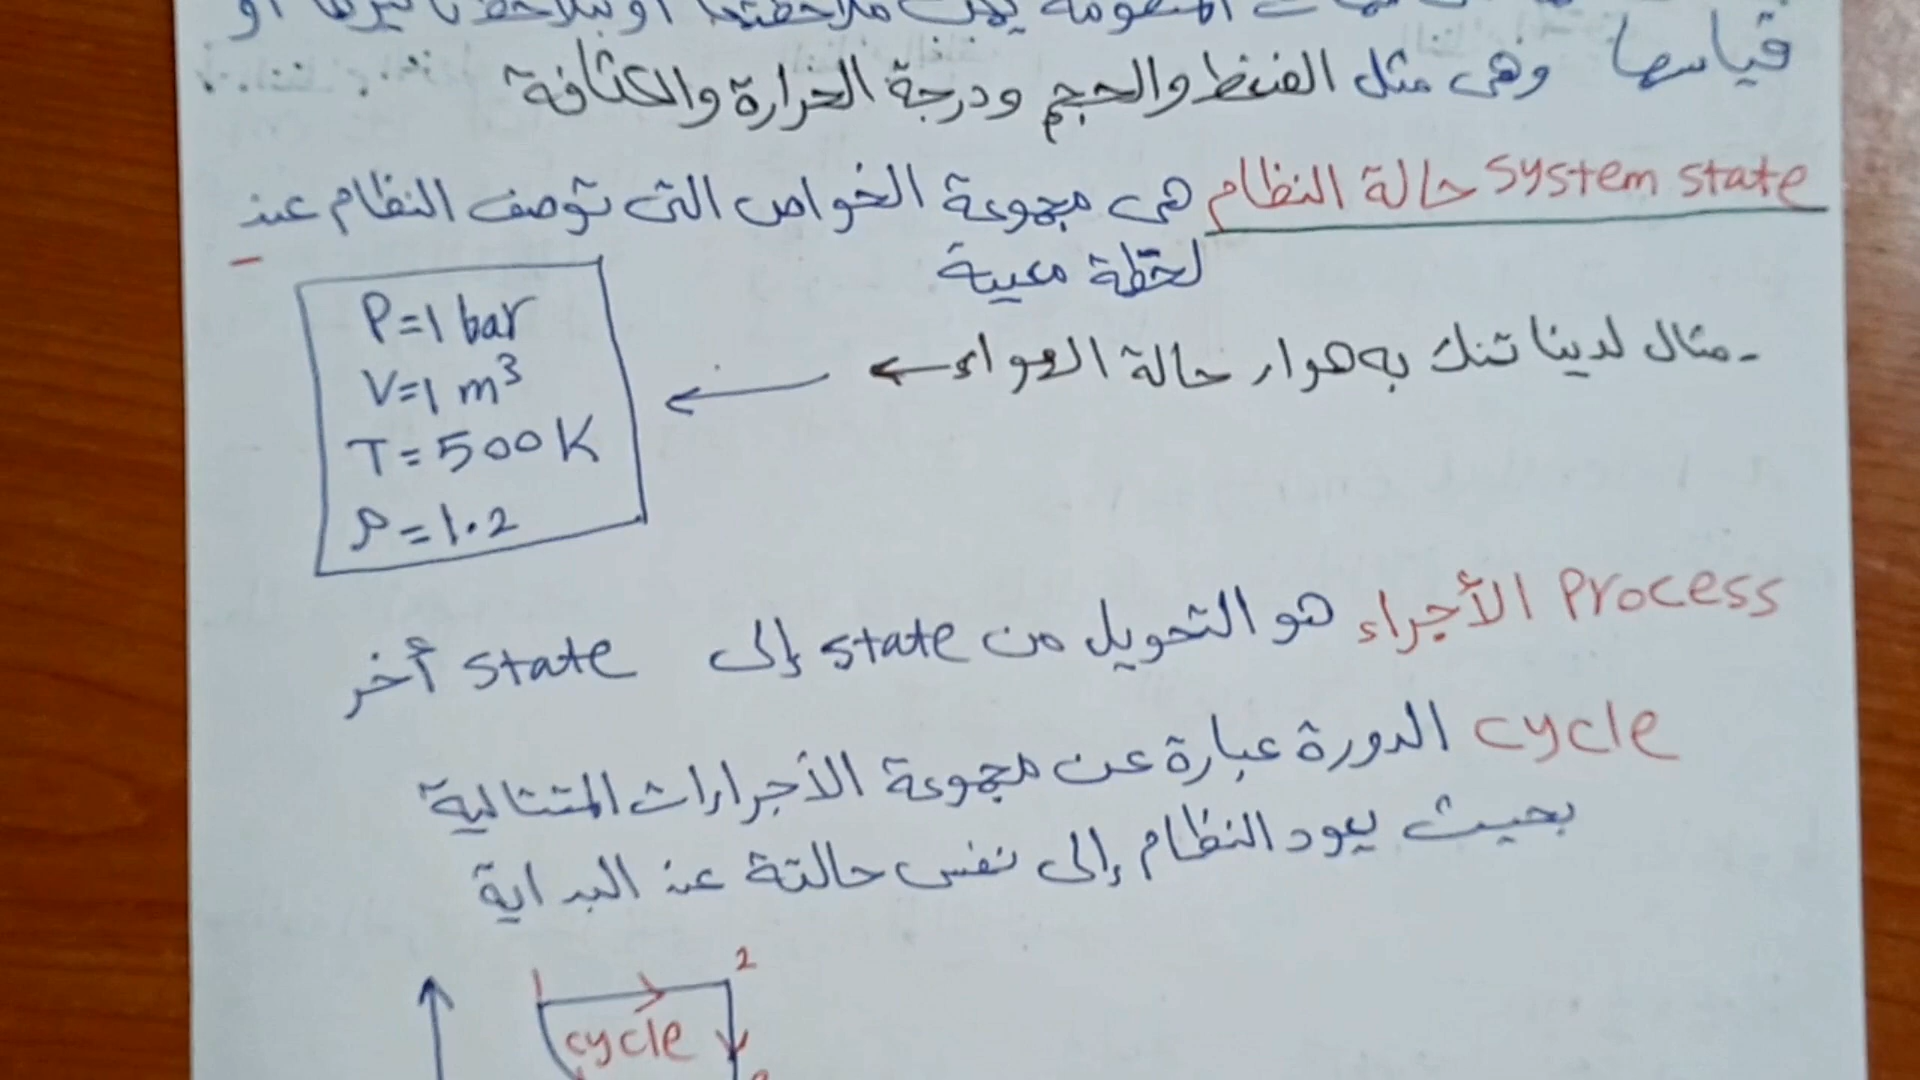 أو
قياسها وهى مثل الضغط والحجم ودرجة الحرارة والكثافة
system state حالة النظام هى مجموعة الخواص التى توصف النظام عند
لحظة معينة
- مثال لدينا تنك به هواء حالة الهواء ←
P=1 bar
V=1 m³
T=500 K
ρ=1.2
Process الأجراء هو التحويل من state إلى state أخر
cycle الدورة عبارة عن مجموعة الأجراءات المتتالية
بحيث يعود النظام إلى نفس حالتة عند البداية
1
2
cycle